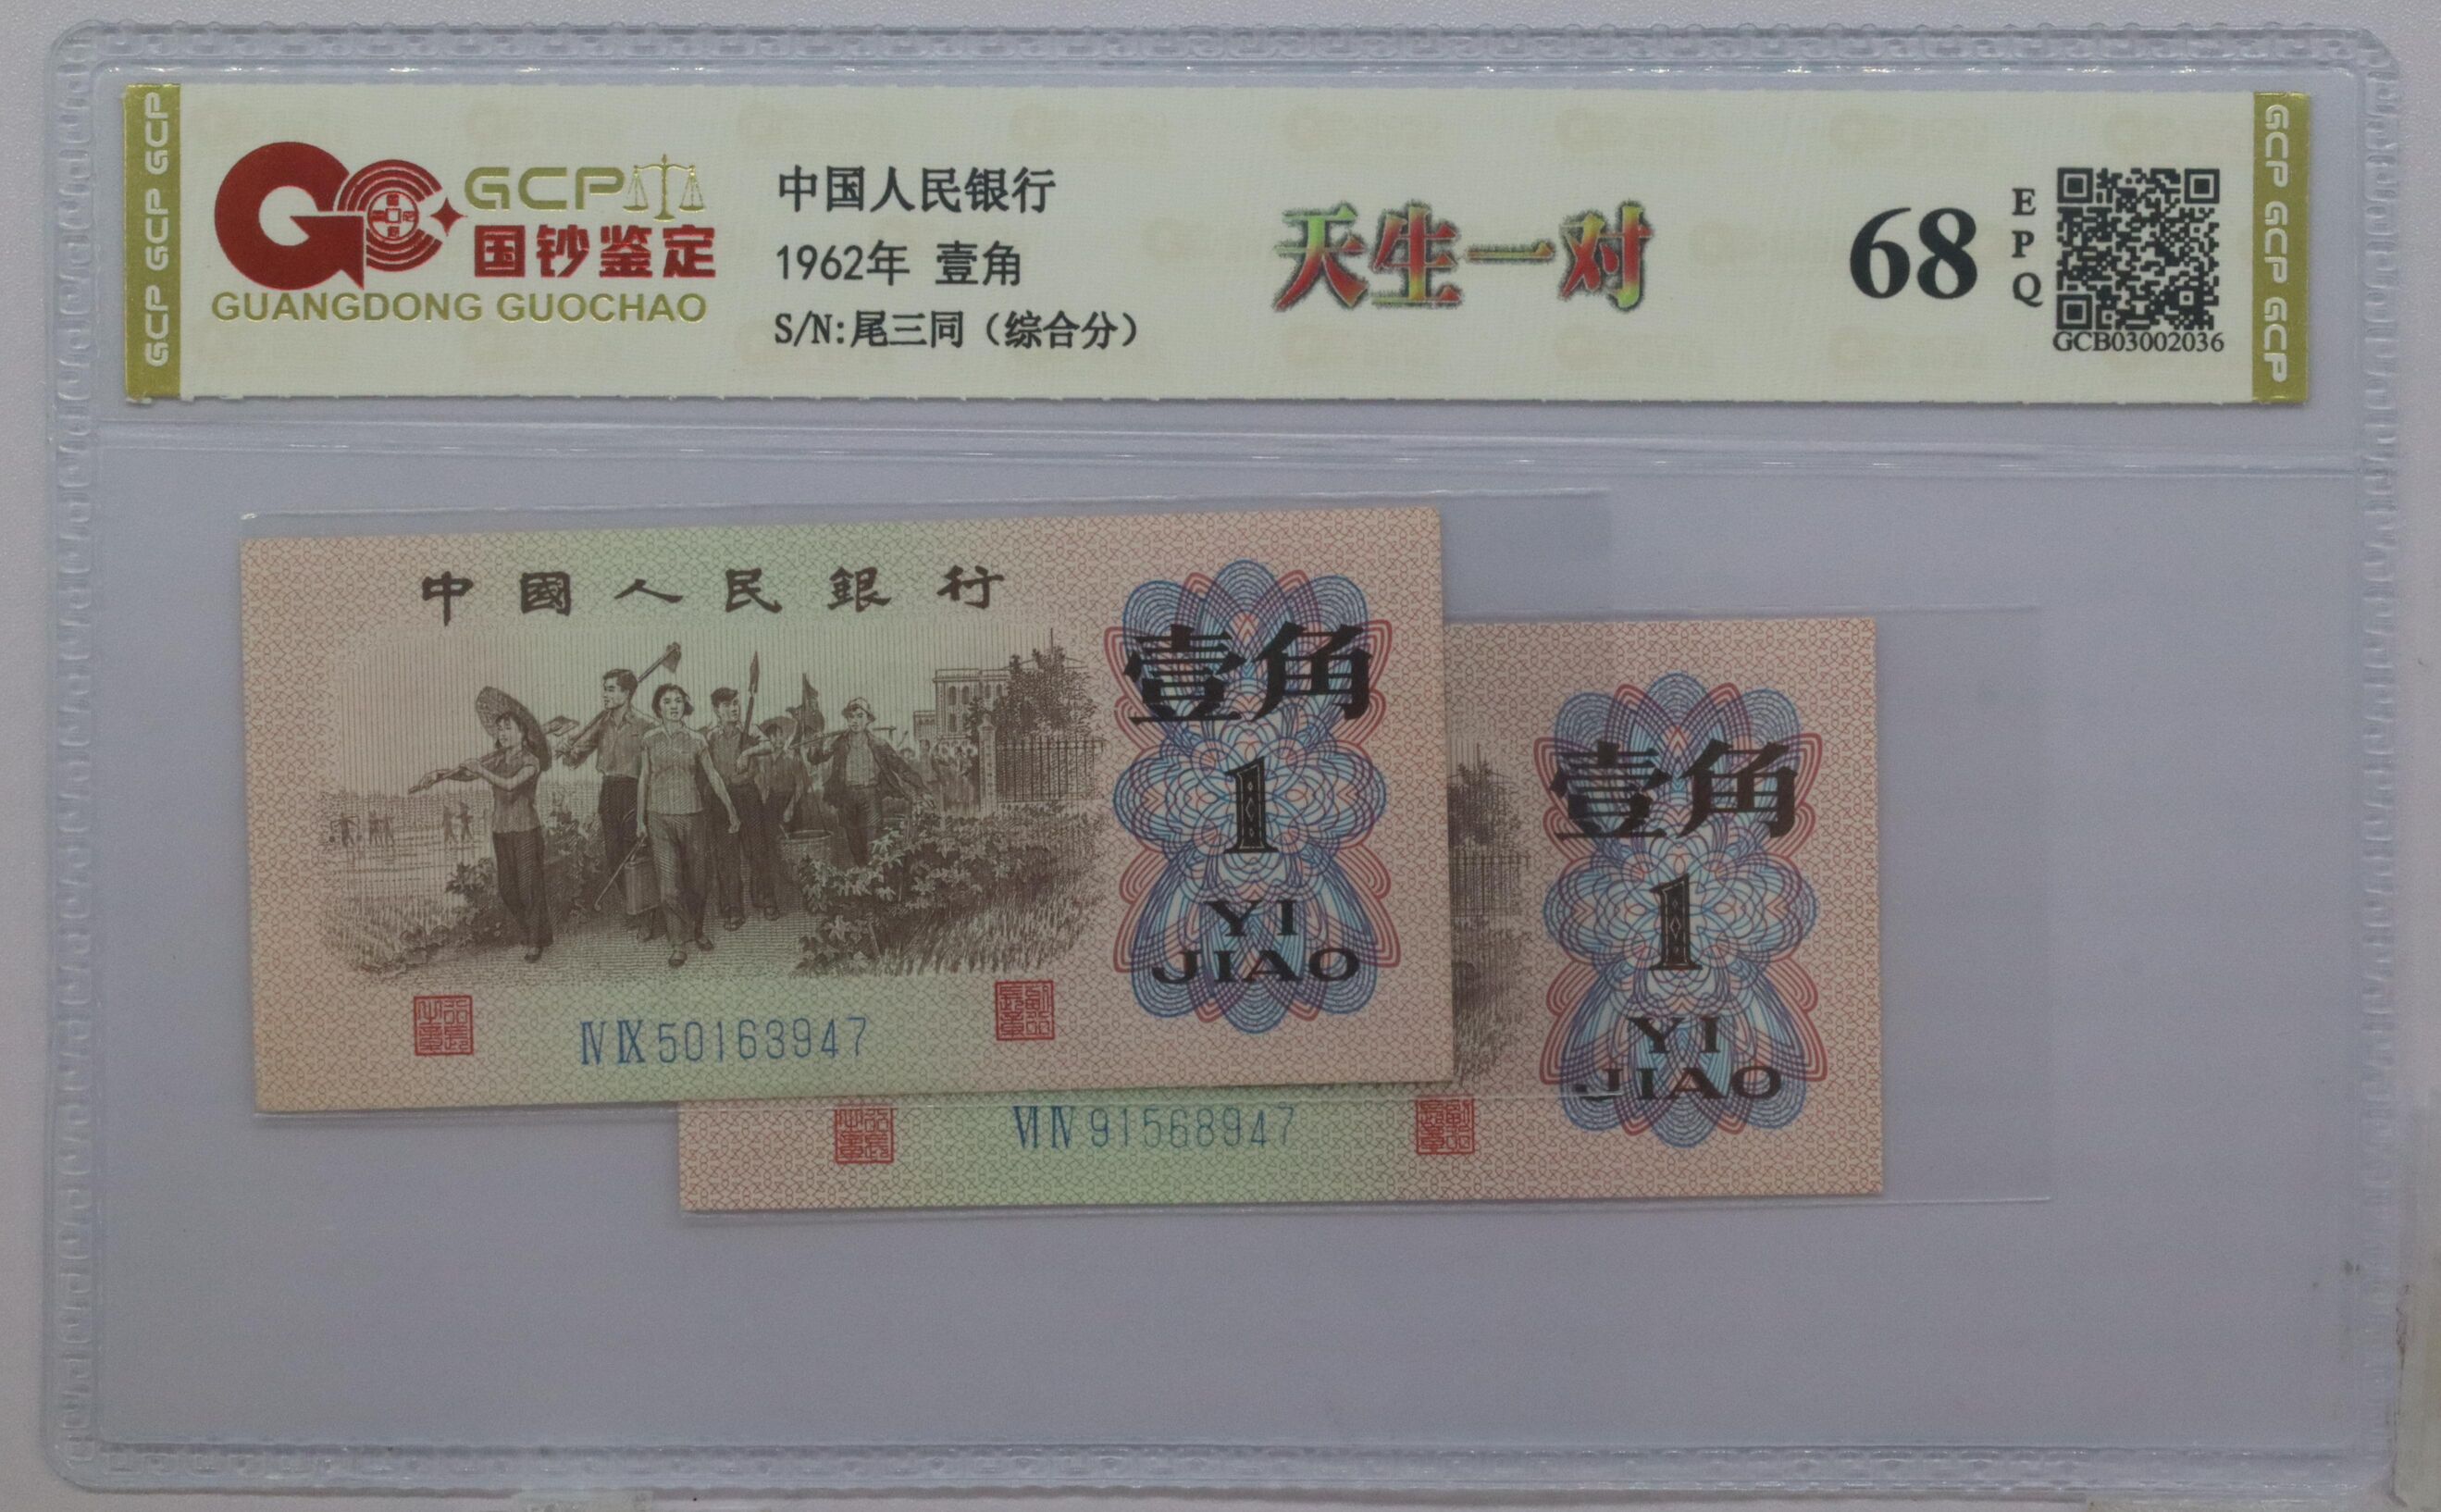 GCP GCP GCP
GCP
国钞鉴定
GUANGDONG GUOCHAO
中国人民银行
1962年 壹角
S/N:尾三同（综合分）
天生一对
68
EPQ
GCB03002036
GCP GCP GCP
中國人民銀行
壹角
1
YI
JIAO
ⅣⅨ50163947
壹角
1
YI
JIAO
ⅥⅣ91568947